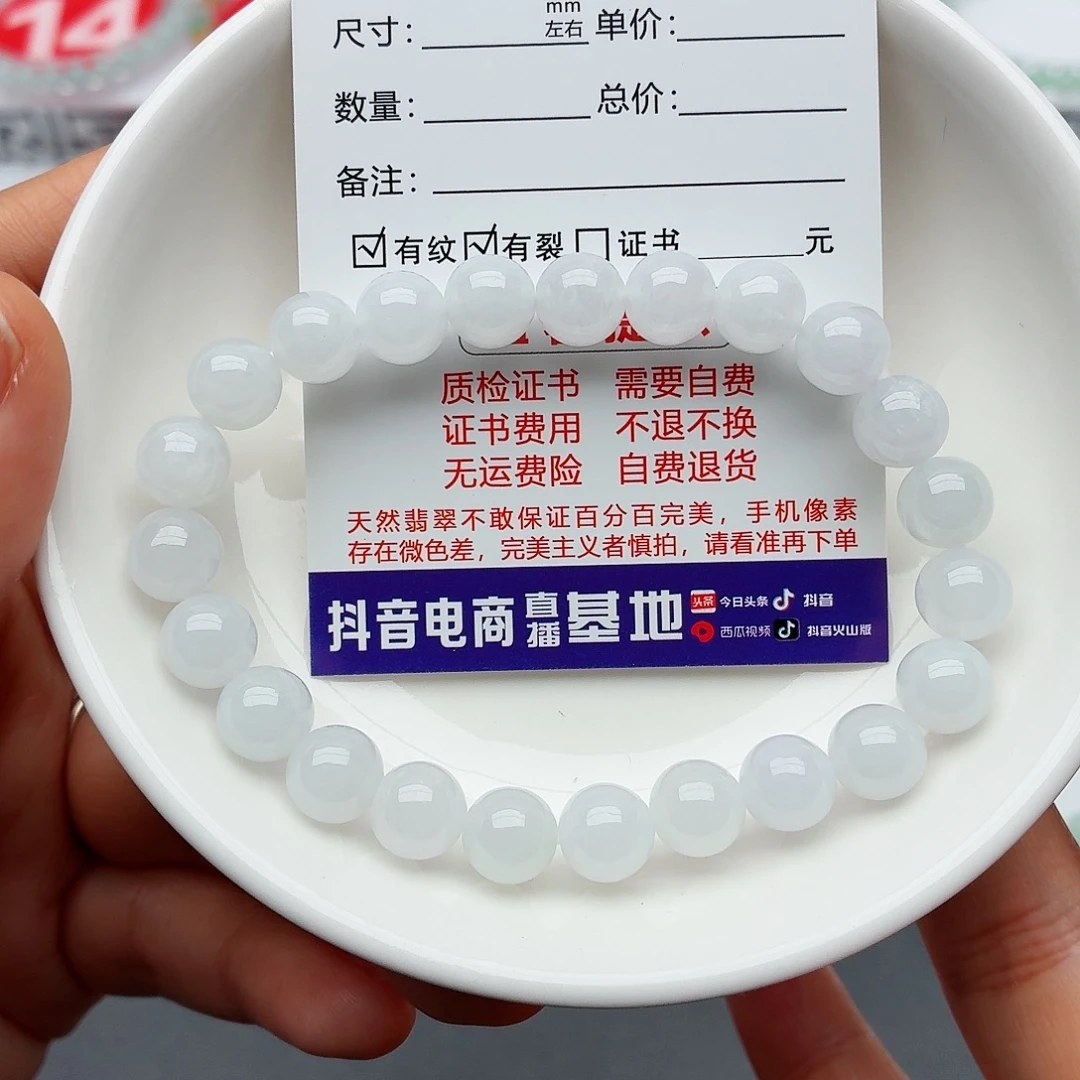 14
mm
尺寸: 左右 单价:
数量: 总价:
备注:
☑有纹☑有裂☐证书 元
质检证书 需要自费
证书费用 不退不换
无运费险 自费退货
天然翡翠不敢保证百分百完美，手机像素
存在微色差，完美主义者慎拍，请看准再下单
抖音电商直播基地 头条 今日头条 抖音
西瓜视频 抖音火山版